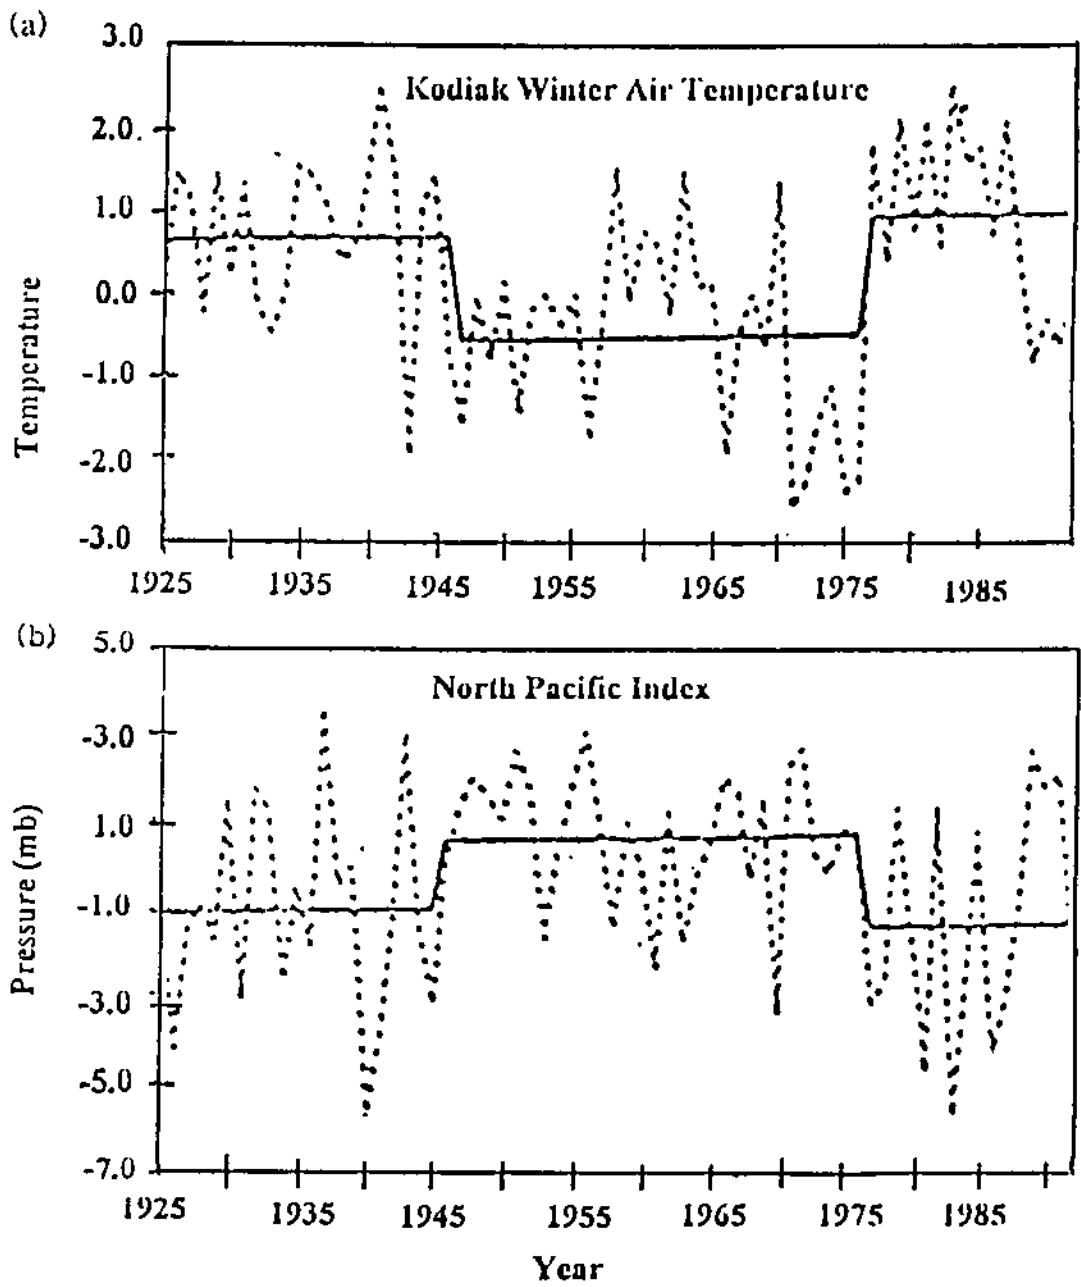 (a)
3.0
Kodiak Winter Air Temperature
2.0
1.0
0.0
-1.0
-2.0
-3.0
Temperature
1925 1935 1945 1955 1965 1975 1985
(b)
5.0
North Pacific Index
-3.0
1.0
-1.0
-3.0
-5.0
-7.0
Pressure (mb)
1925 1935 1945 1955 1965 1975 1985
Year